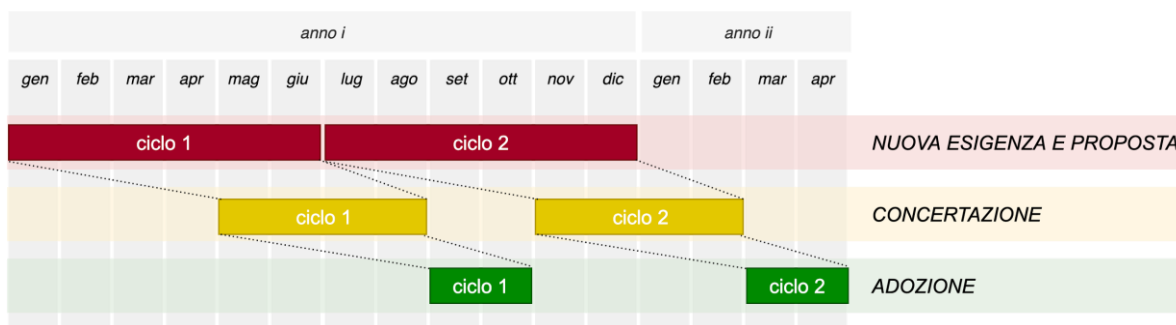 anno i anno ii
gen feb mar apr mag giu lug ago set ott nov dic gen feb mar apr
ciclo 1 ciclo 2 NUOVA ESIGENZA E PROPOSTA
ciclo 1 ciclo 2 CONCERTAZIONE
ciclo 1 ciclo 2 ADOZIONE